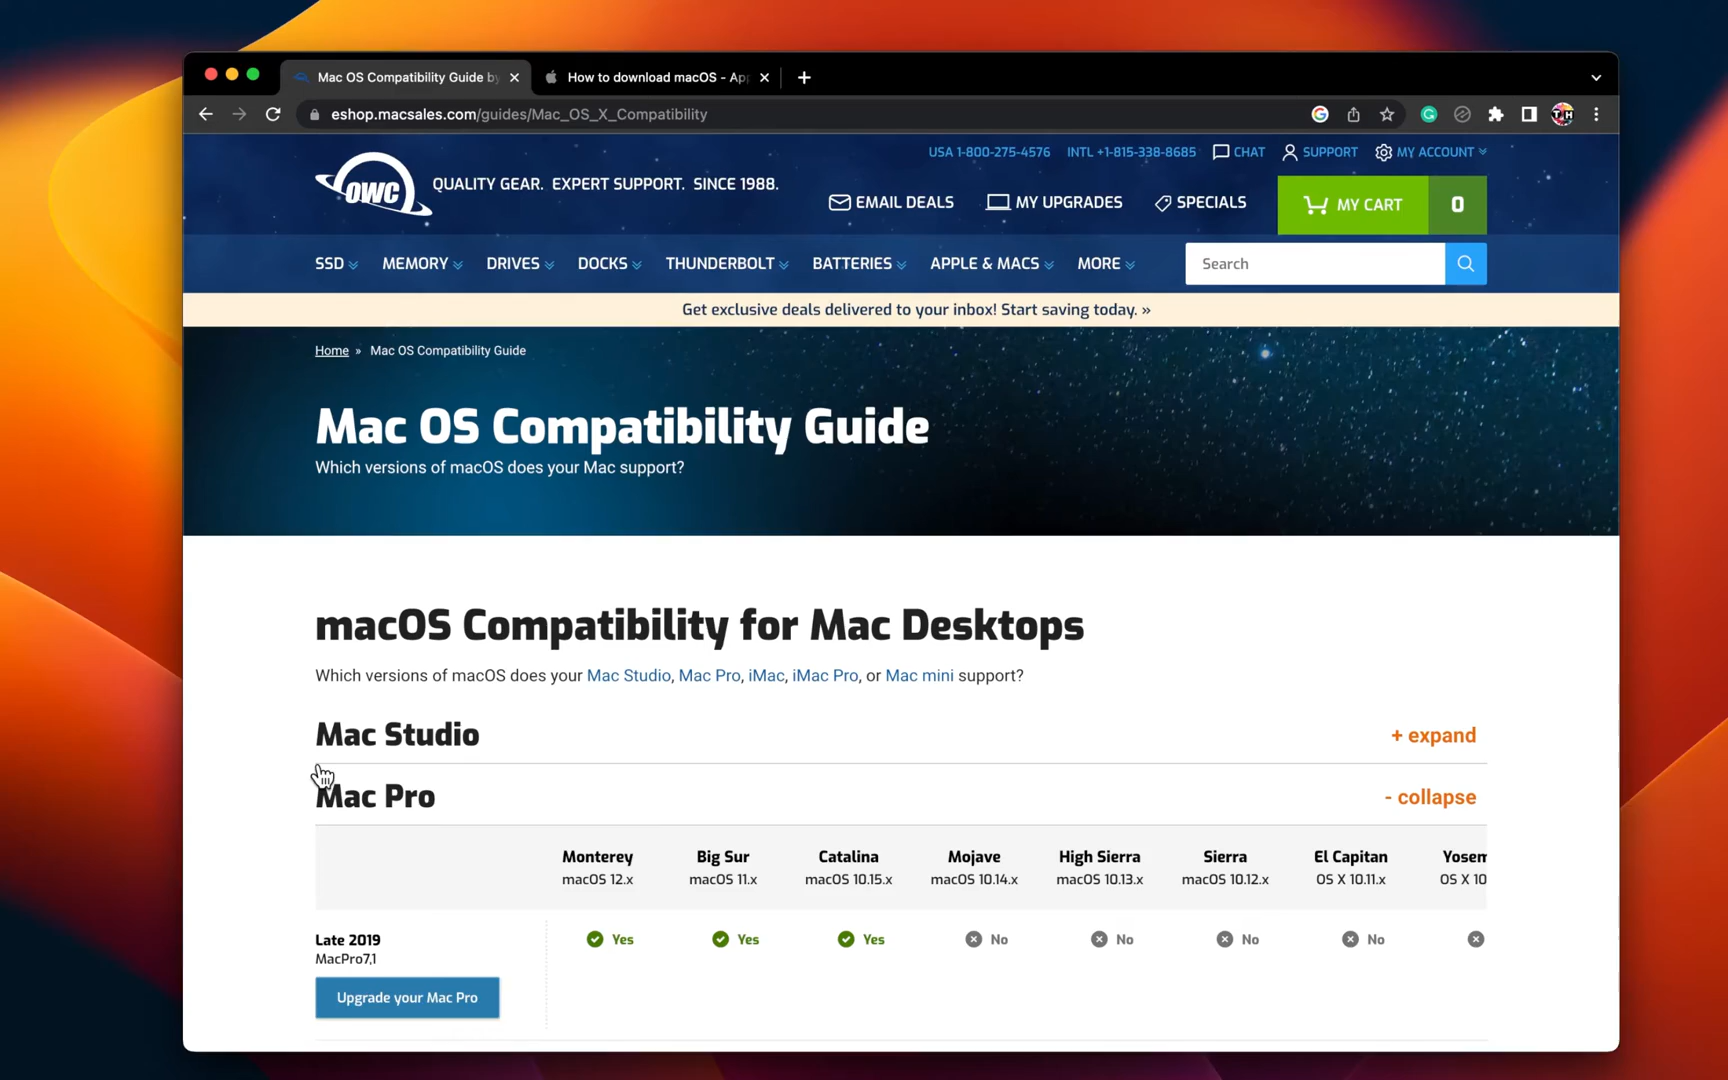 Mac OS Compatibility Guide by
How to download macOS - App
eshop.macsales.com/guides/Mac_OS_X_Compatibility
USA 1-800-275-4576 INTL +1-815-338-8685 CHAT SUPPORT MY ACCOUNT
OWC
QUALITY GEAR. EXPERT SUPPORT. SINCE 1988.
EMAIL DEALS MY UPGRADES SPECIALS MY CART 0
SSD MEMORY DRIVES DOCKS THUNDERBOLT BATTERIES APPLE & MACS MORE Search
Get exclusive deals delivered to your inbox! Start saving today. »
Home » Mac OS Compatibility Guide
Mac OS Compatibility Guide
Which versions of macOS does your Mac support?
macOS Compatibility for Mac Desktops
Which versions of macOS does your Mac Studio, Mac Pro, iMac, iMac Pro, or Mac mini support?
Mac Studio + expand
Mac Pro - collapse
Monterey Big Sur Catalina Mojave High Sierra Sierra El Capitan Yosem
macOS 12.x macOS 11.x macOS 10.15.x macOS 10.14.x macOS 10.13.x macOS 10.12.x OS X 10.11.x OS X 10
Late 2019 Yes Yes Yes No No No No
MacPro7,1
Upgrade your Mac Pro